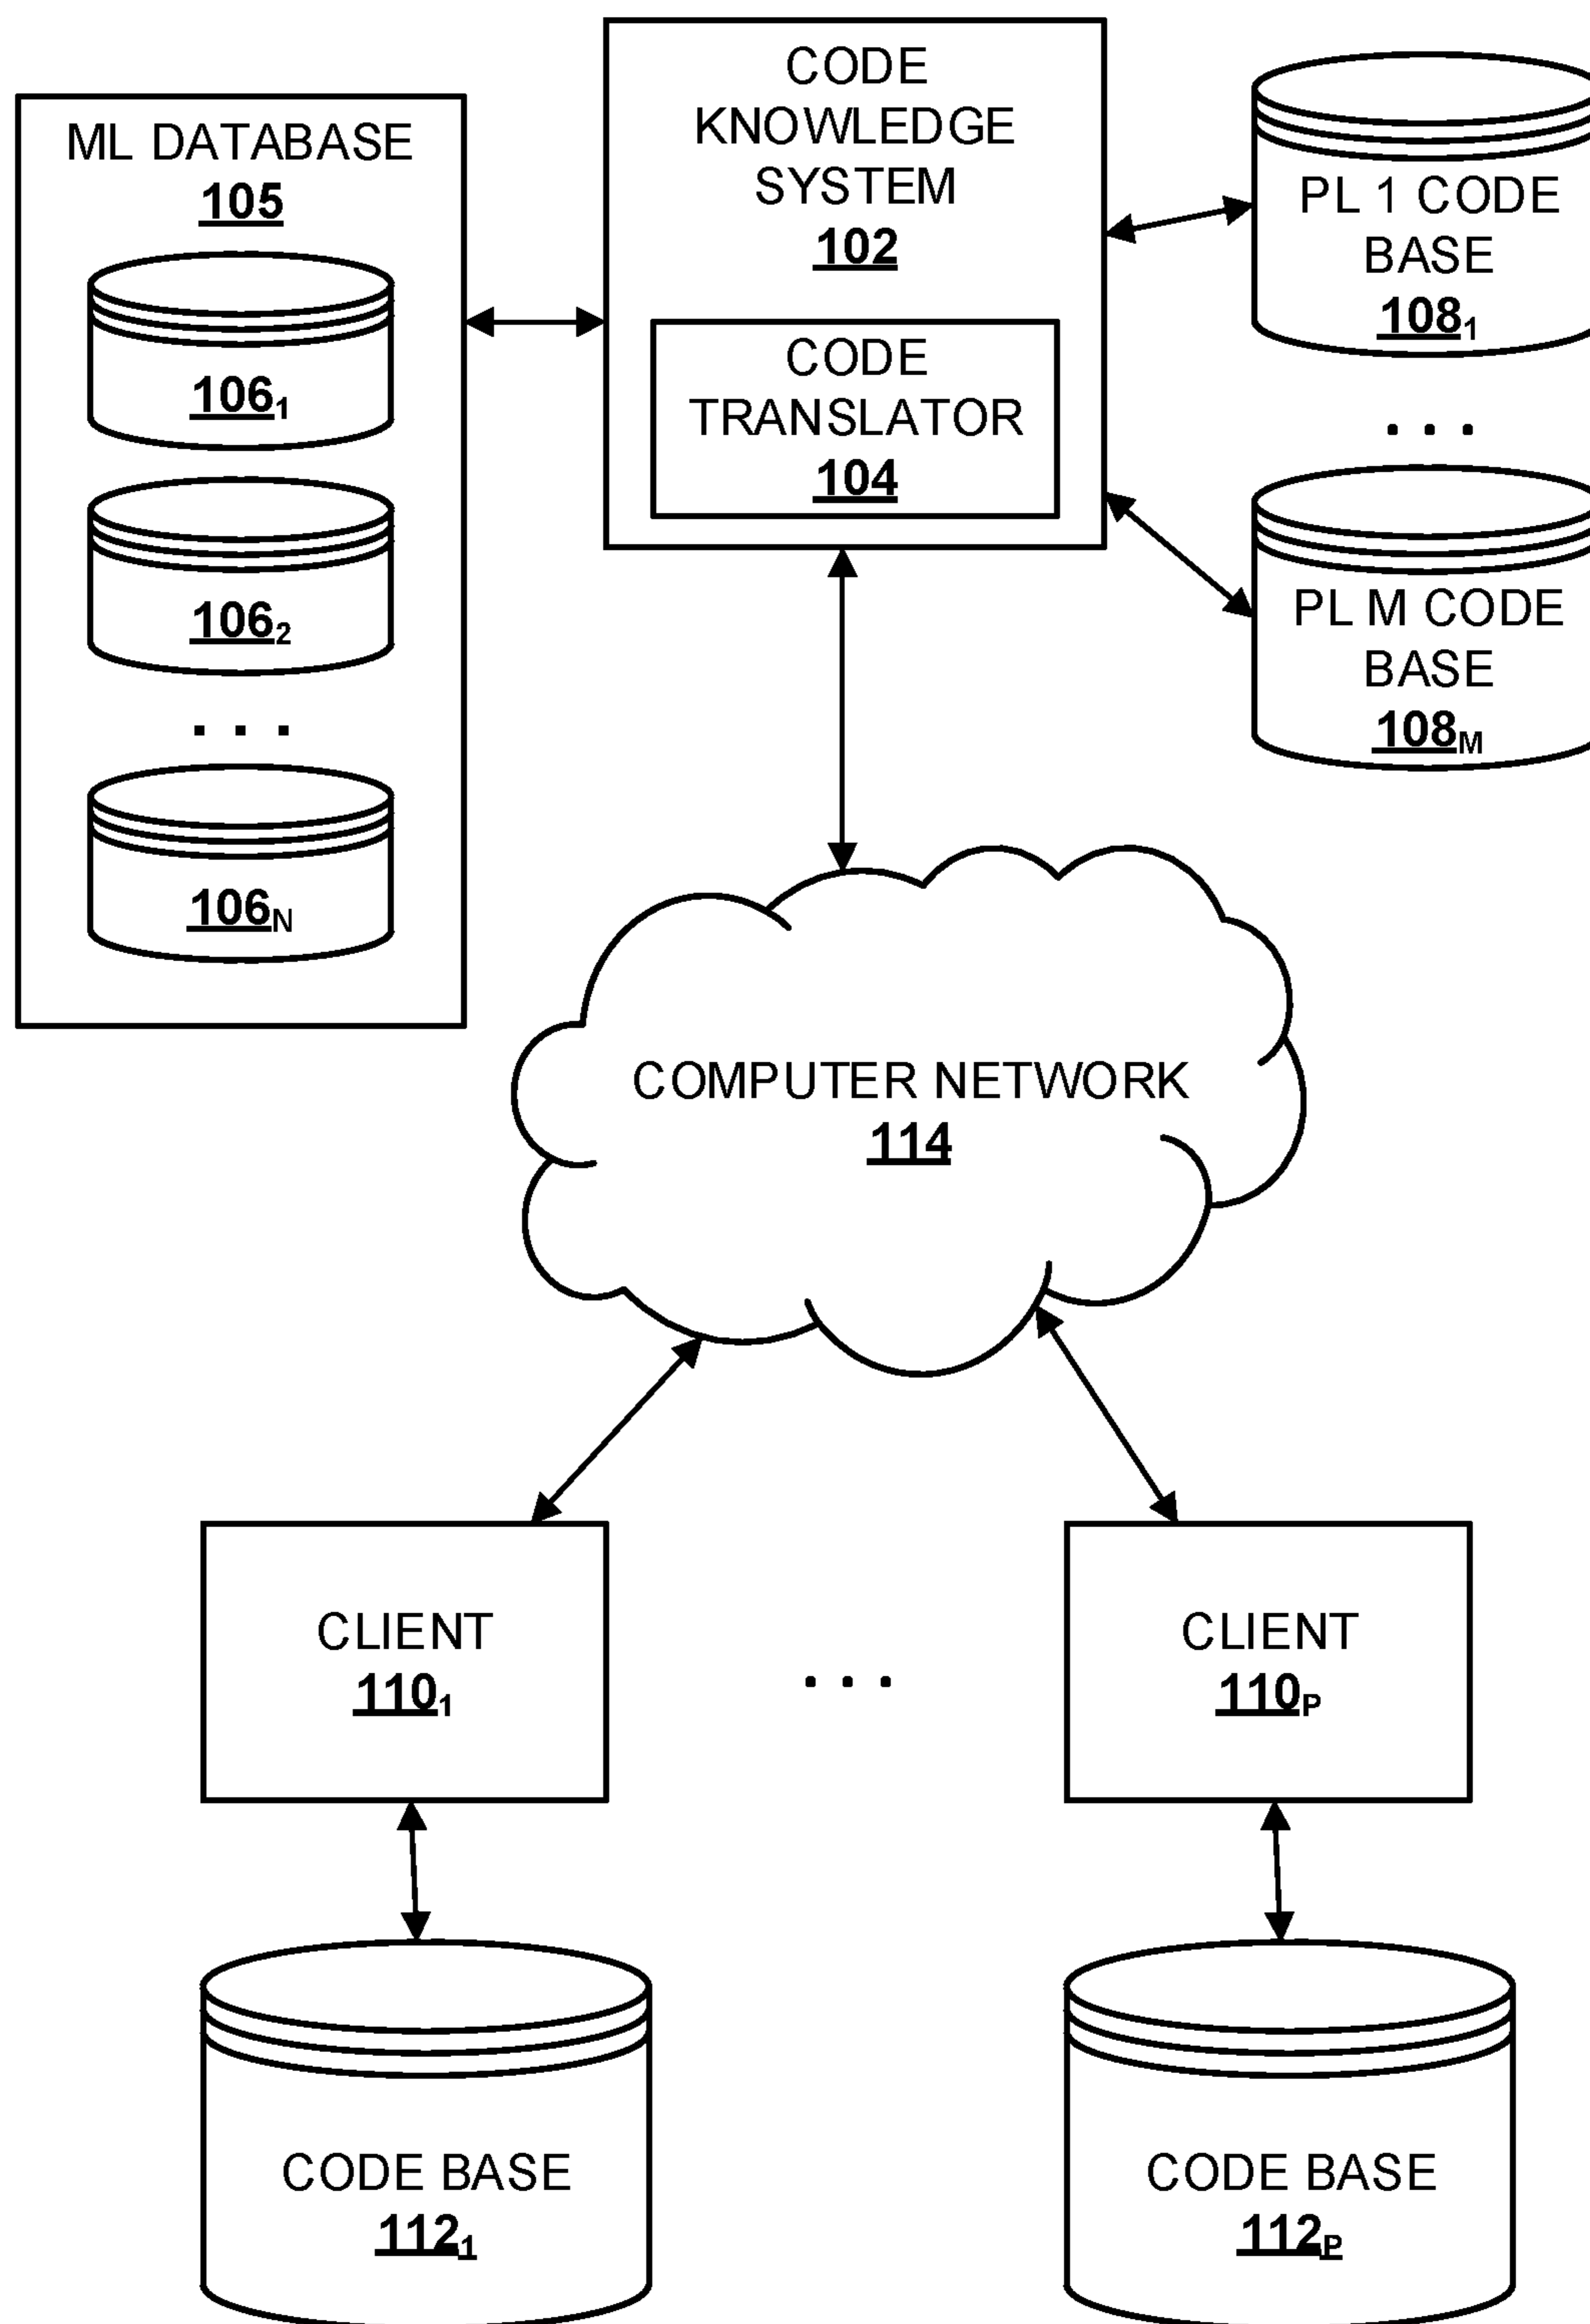 ML DATABASE
105
106₁
106₂
. . .
106N
CODE
KNOWLEDGE
SYSTEM
102
CODE
TRANSLATOR
104
PL 1 CODE
BASE
108₁
. . .
PL M CODE
BASE
108M
COMPUTER NETWORK
114
CLIENT
110₁
. . .
CLIENT
110P
CODE BASE
112₁
CODE BASE
112P